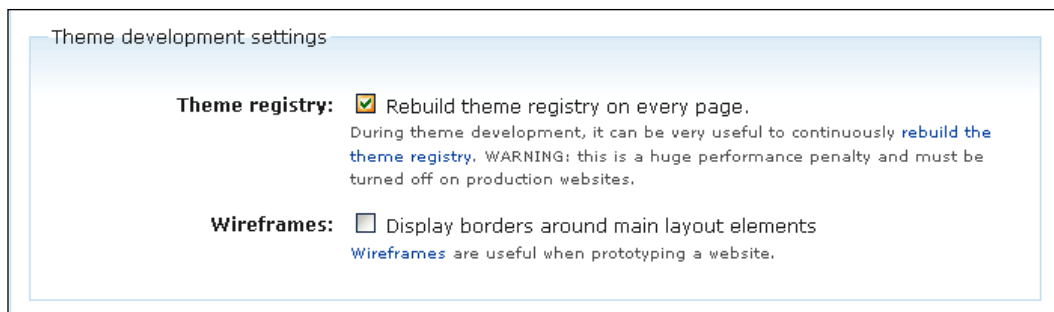 Theme development settings
Theme registry: Rebuild theme registry on every page.
During theme development, it can be very useful to continuously rebuild the
theme registry. WARNING: this is a huge performance penalty and must be
turned off on production websites.
Wireframes: Display borders around main layout elements
Wireframes are useful when prototyping a website.